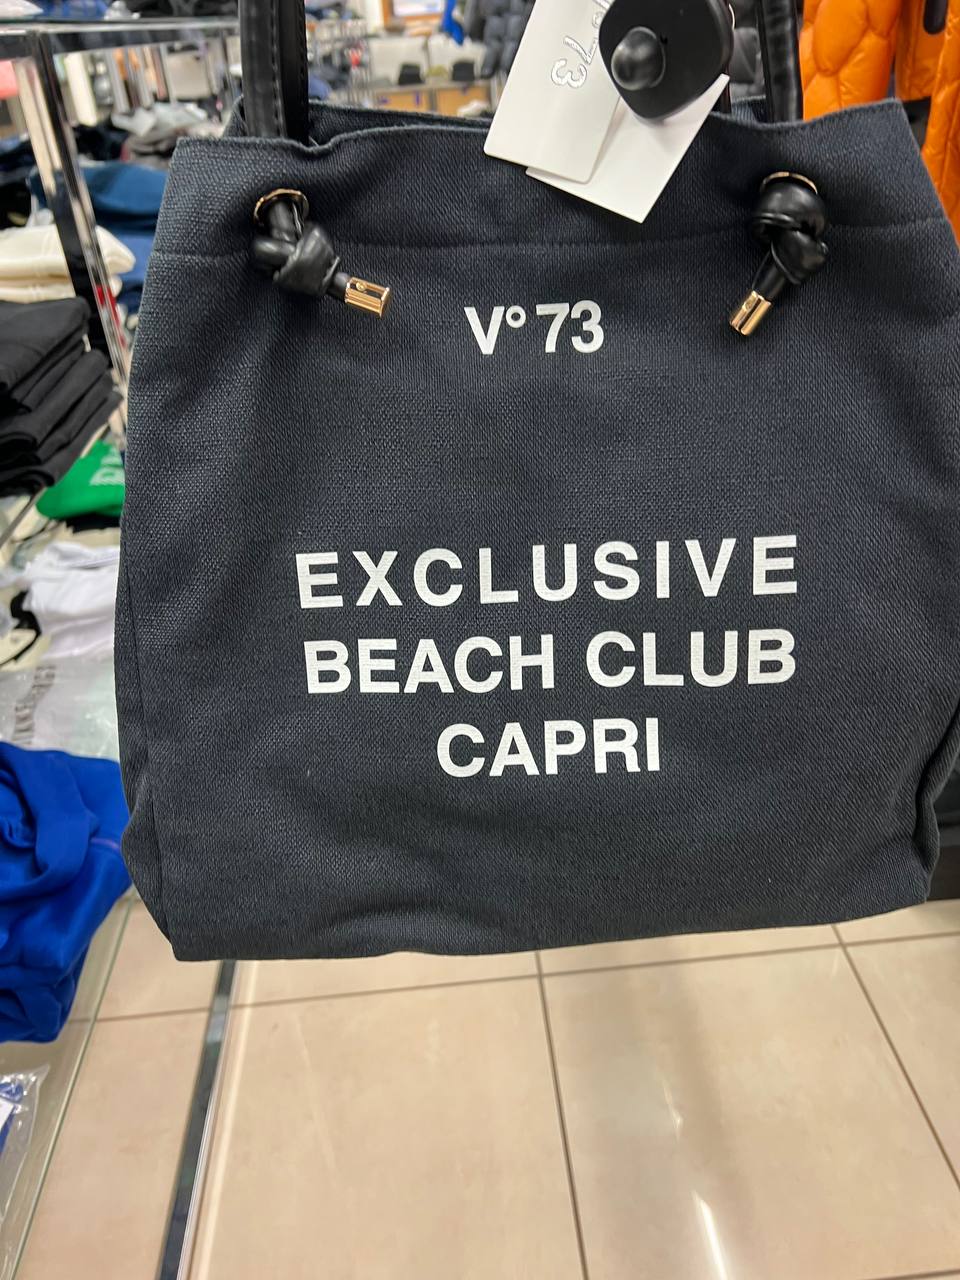 V°73
EXCLUSIVE
BEACH CLUB
CAPRI